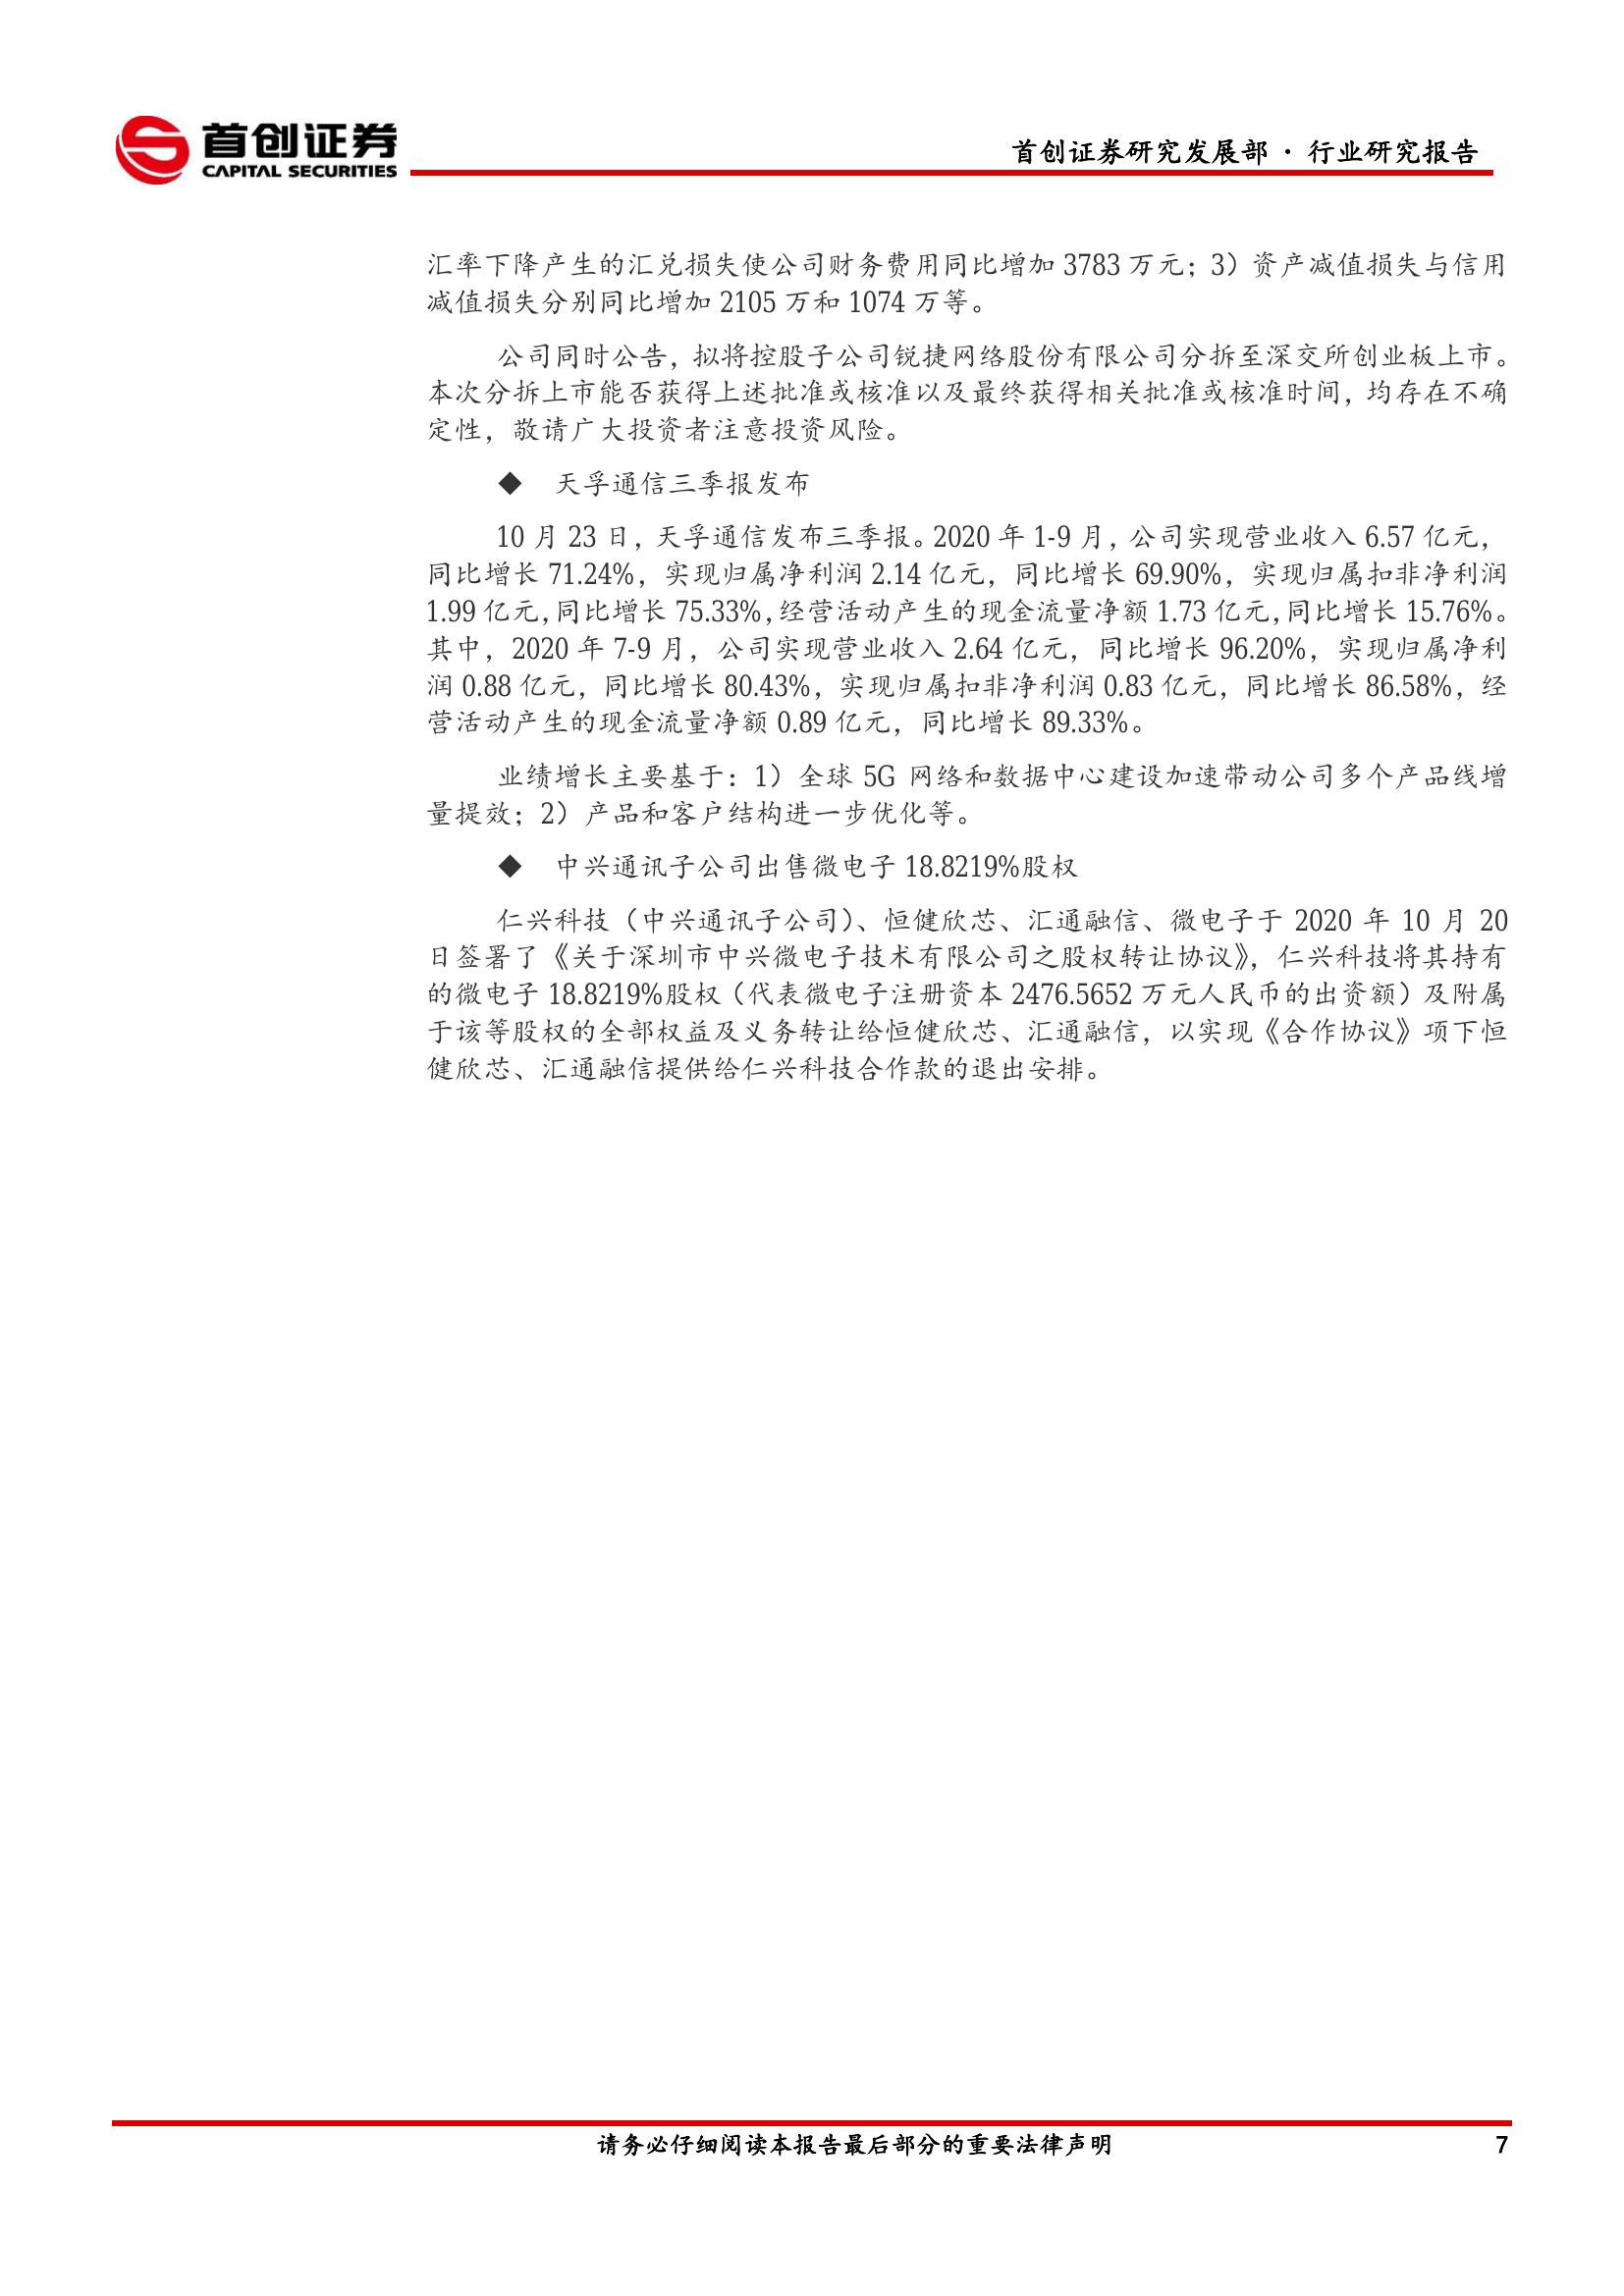 首创证券
CAPITAL SECURITIES
首创证券研究发展部 · 行业研究报告
汇率下降产生的汇兑损失使公司财务费用同比增加 3783 万元；3）资产减值损失与信用
减值损失分别同比增加 2105 万和 1074 万等。
公司同时公告，拟将控股子公司锐捷网络股份有限公司分拆至深交所创业板上市。
本次分拆上市能否获得上述批准或核准以及最终获得相关批准或核准时间，均存在不确
定性，敬请广大投资者注意投资风险。
◆ 天孚通信三季报发布
10 月 23 日，天孚通信发布三季报。2020 年 1-9 月，公司实现营业收入 6.57 亿元，
同比增长 71.24%，实现归属净利润 2.14 亿元，同比增长 69.90%，实现归属扣非净利润
1.99 亿元，同比增长 75.33%，经营活动产生的现金流量净额 1.73 亿元，同比增长 15.76%。
其中，2020 年 7-9 月，公司实现营业收入 2.64 亿元，同比增长 96.20%，实现归属净利
润 0.88 亿元，同比增长 80.43%，实现归属扣非净利润 0.83 亿元，同比增长 86.58%，经
营活动产生的现金流量净额 0.89 亿元，同比增长 89.33%。
业绩增长主要基于：1）全球 5G 网络和数据中心建设加速带动公司多个产品线增
量提效；2）产品和客户结构进一步优化等。
◆ 中兴通讯子公司出售微电子 18.8219%股权
仁兴科技（中兴通讯子公司）、恒健欣芯、汇通融信、微电子于 2020 年 10 月 20
日签署了《关于深圳市中兴微电子技术有限公司之股权转让协议》，仁兴科技将其持有
的微电子 18.8219%股权（代表微电子注册资本 2476.5652 万元人民币的出资额）及附属
于该等股权的全部权益及义务转让给恒健欣芯、汇通融信，以实现《合作协议》项下恒
健欣芯、汇通融信提供给仁兴科技合作款的退出安排。
请务必仔细阅读本报告最后部分的重要法律声明
7